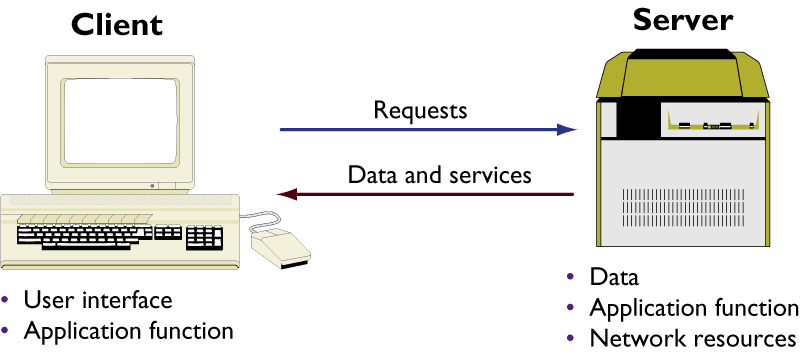 Client
Server
Requests
Data and services
• User interface
• Application function
• Data
• Application function
• Network resources